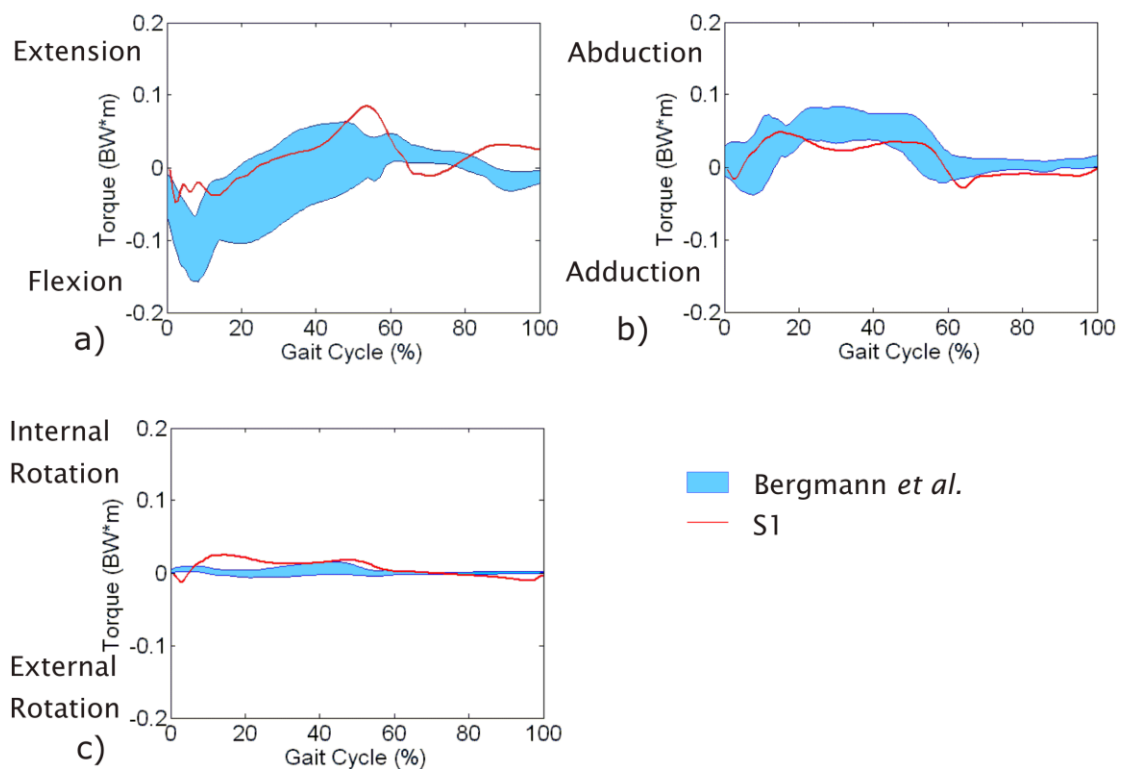 Extension
Flexion
Torque (BW*m)
0.2
0.1
0
-0.1
-0.2
0 20 40 60 80 100
Gait Cycle (%)
a)
Abduction
Adduction
Torque (BW*m)
0.2
0.1
0
-0.1
-0.2
0 20 40 60 80 100
Gait Cycle (%)
b)
Internal
Rotation
External
Rotation
Torque (BW*m)
0.2
0.1
0
-0.1
-0.2
0 20 40 60 80 100
Gait Cycle (%)
c)
Bergmann et al.
S1